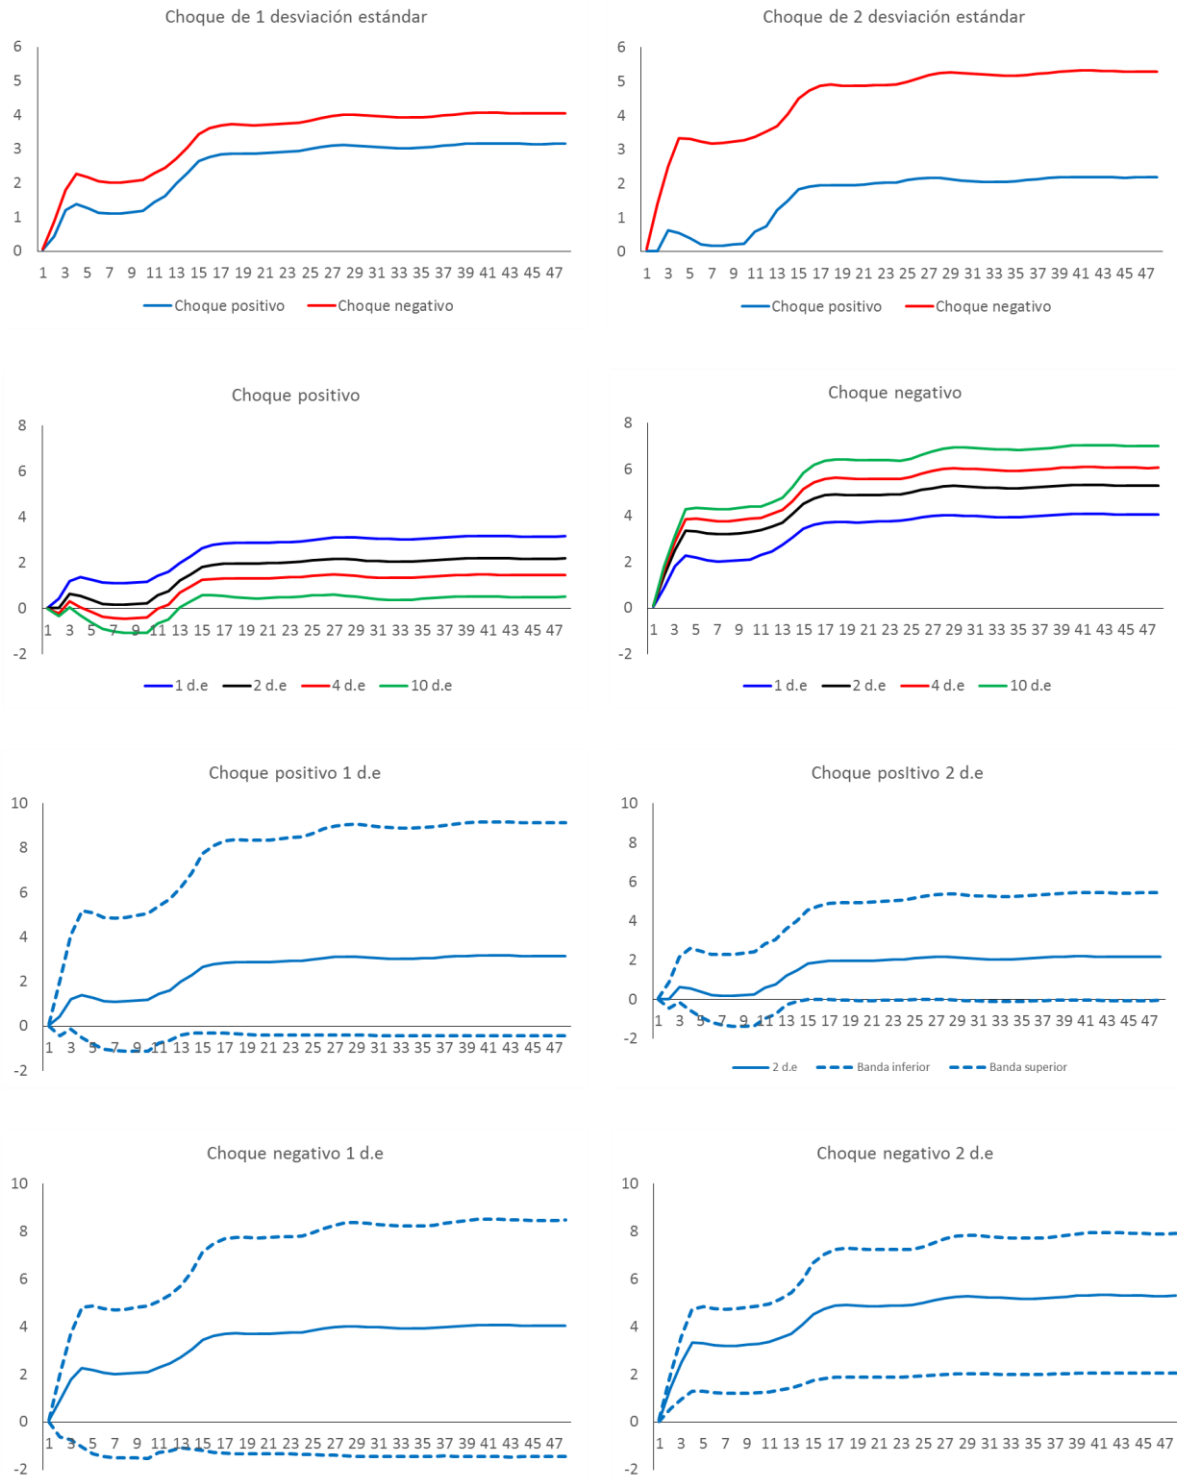 Choque de 1 desviación estándar
6
5
4
3
2
1
0
1 3 5 7 9 11 13 15 17 19 21 23 25 27 29 31 33 35 37 39 41 43 45 47
Choque positivo Choque negativo
Choque de 2 desviación estándar
6
5
4
3
2
1
0
1 3 5 7 9 11 13 15 17 19 21 23 25 27 29 31 33 35 37 39 41 43 45 47
Choque positivo Choque negativo
Choque positivo
8
6
4
2
0
-2
1 3 5 7 9 11 13 15 17 19 21 23 25 27 29 31 33 35 37 39 41 43 45 47
1 d.e 2 d.e 4 d.e 10 d.e
Choque negativo
8
6
4
2
0
-2
1 3 5 7 9 11 13 15 17 19 21 23 25 27 29 31 33 35 37 39 41 43 45 47
1 d.e 2 d.e 4 d.e 10 d.e
Choque positivo 1 d.e
10
8
6
4
2
0
-2
1 3 5 7 9 11 13 15 17 19 21 23 25 27 29 31 33 35 37 39 41 43 45 47
Choque positivo 2 d.e
10
8
6
4
2
0
-2
1 3 5 7 9 11 13 15 17 19 21 23 25 27 29 31 33 35 37 39 41 43 45 47
2 d.e Banda inferior Banda superior
Choque negativo 1 d.e
10
8
6
4
2
0
-2
1 3 5 7 9 11 13 15 17 19 21 23 25 27 29 31 33 35 37 39 41 43 45 47
Choque negativo 2 d.e
10
8
6
4
2
0
-2
1 3 5 7 9 11 13 15 17 19 21 23 25 27 29 31 33 35 37 39 41 43 45 47